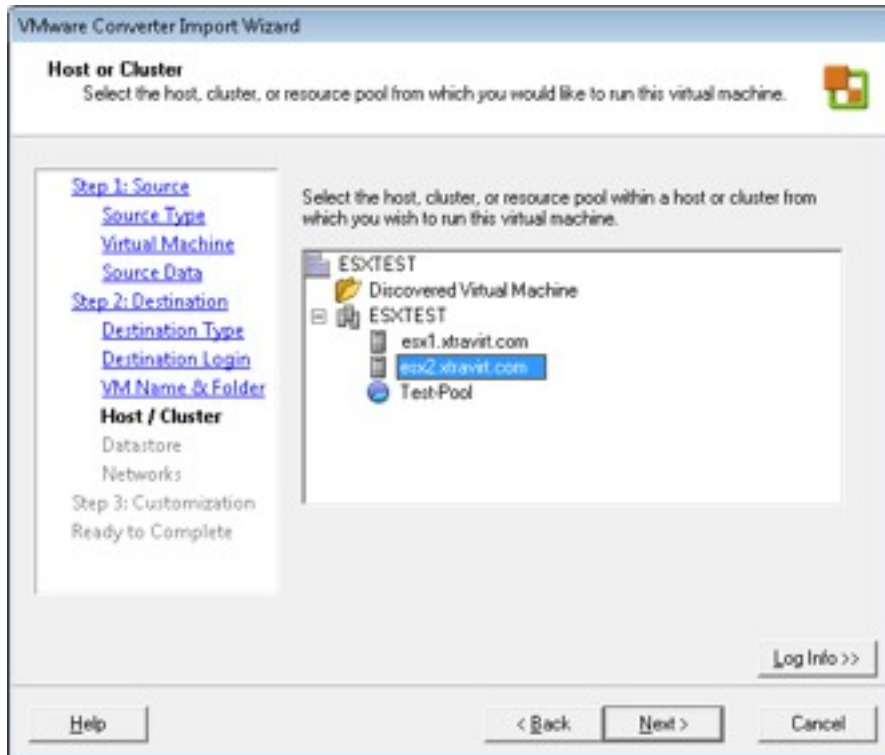 VMware Converter Import Wizard
Host or Cluster
Select the host, cluster, or resource pool from which you would like to run this virtual machine.
Step 1: Source
Source Type
Virtual Machine
Source Data
Step 2: Destination
Destination Type
Destination Login
VM Name & Folder
Host / Cluster
Datastore
Networks
Step 3: Customization
Ready to Complete
Select the host, cluster, or resource pool within a host or cluster from
which you wish to run this virtual machine.
ESXTEST
Discovered Virtual Machine
ESXTEST
esx1.xtravirt.com
esx2.xtravirt.com
Test-Pool
Log Info >>
Help
< Back
Next >
Cancel